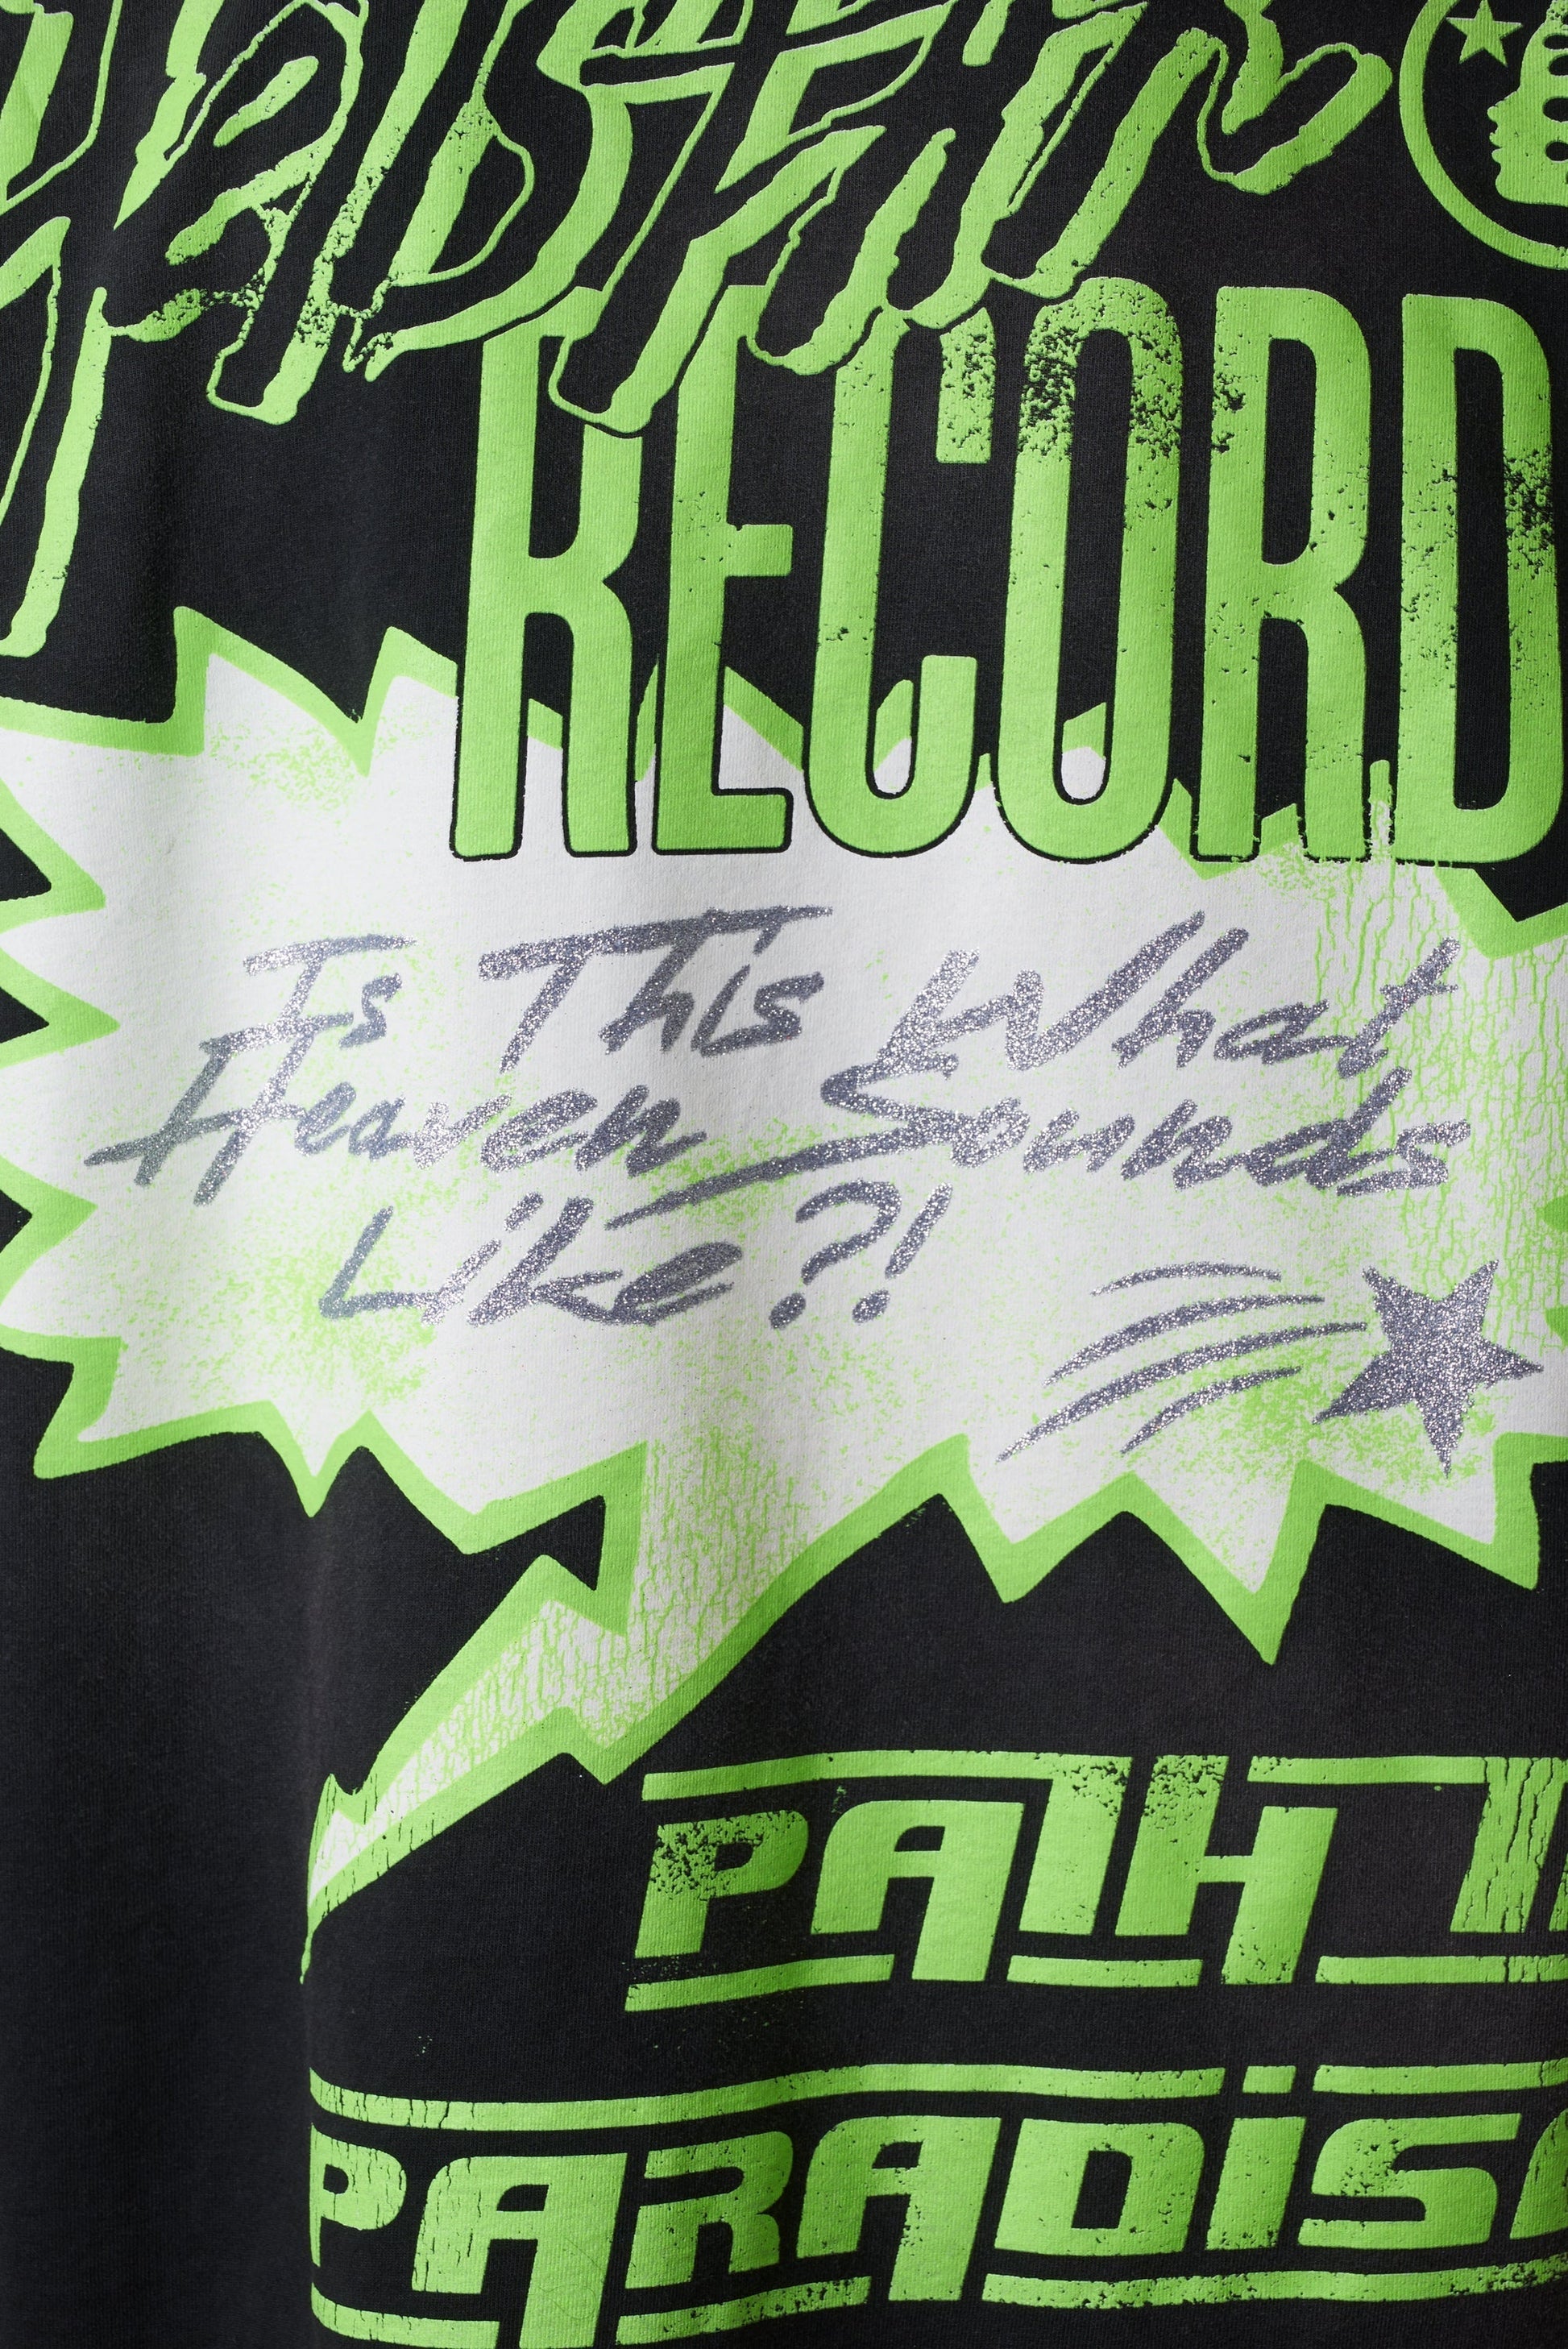 RECORD
Is This What
Heaven Sounds
Like?!
PATH
PARADiS